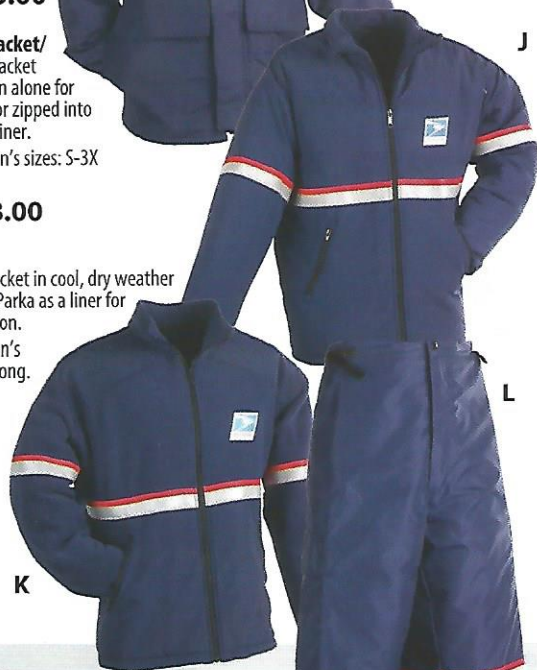 J
acket/
acket
n alone for
or zipped into
iner.
n's sizes: S-3X
.00
cket in cool, dry weather
Parka as a liner for
on.
n's
ong.
L
K